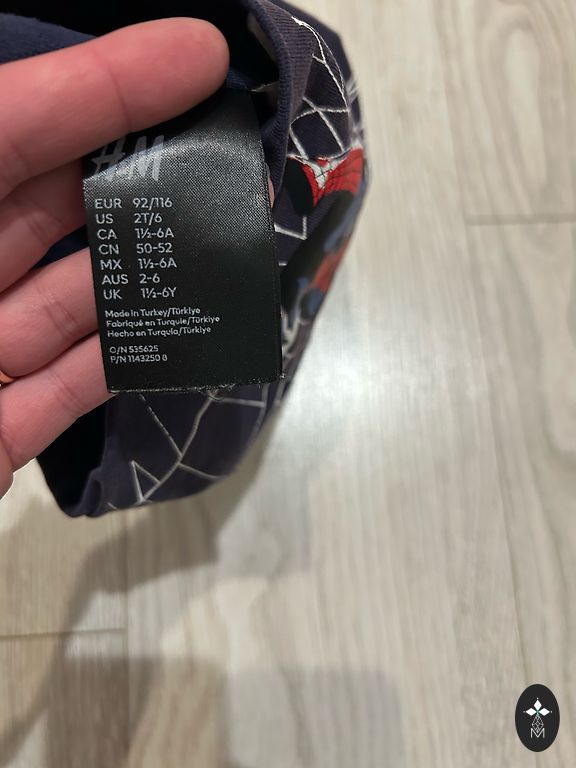 H&M
EUR 92/116
US 2T/6
CA 1½-6A
CN 50-52
MX 1½-6A
AUS 2-6
UK 1½-6Y
Made in Turkey/Türkiye
Fabriqué en Turquie/Türkiye
Hecho en Turquía/Türkiye
O/N 535625
P/N 1143250 8
M